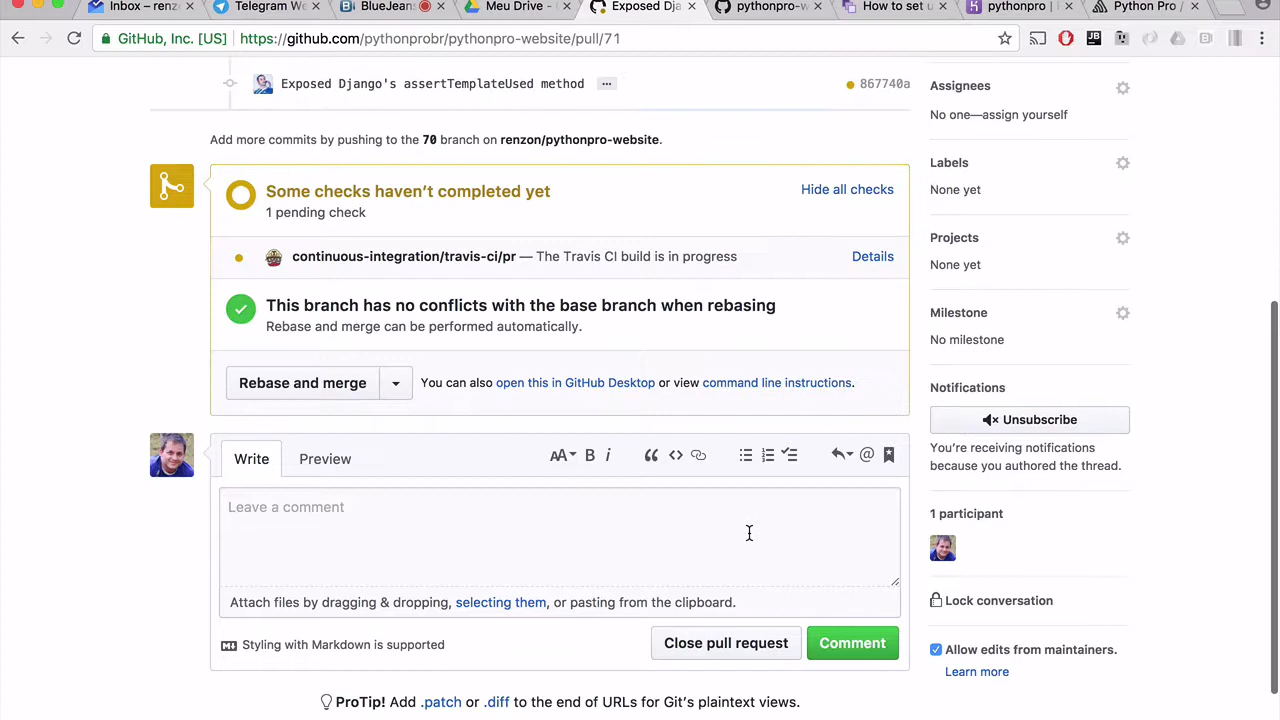 Inbox – renzo
Telegram We
BlueJeans
Meu Drive -
Exposed Dja
pythonpro-w
How to set u
pythonpro |
Python Pro /
GitHub, Inc. [US]
https://github.com/pythonprobr/pythonpro-website/pull/71
Exposed Django's assertTemplateUsed method
867740a
Add more commits by pushing to the 70 branch on renzon/pythonpro-website.
Some checks haven't completed yet
Hide all checks
1 pending check
continuous-integration/travis-ci/pr — The Travis CI build is in progress
Details
This branch has no conflicts with the base branch when rebasing
Rebase and merge can be performed automatically.
Rebase and merge
You can also open this in GitHub Desktop or view command line instructions.
Write
Preview
AA B i
Leave a comment
Attach files by dragging & dropping, selecting them, or pasting from the clipboard.
Styling with Markdown is supported
Close pull request
Comment
ProTip! Add .patch or .diff to the end of URLs for Git's plaintext views.
Assignees
No one—assign yourself
Labels
None yet
Projects
None yet
Milestone
No milestone
Notifications
Unsubscribe
You're receiving notifications
because you authored the thread.
1 participant
Lock conversation
Allow edits from maintainers.
Learn more